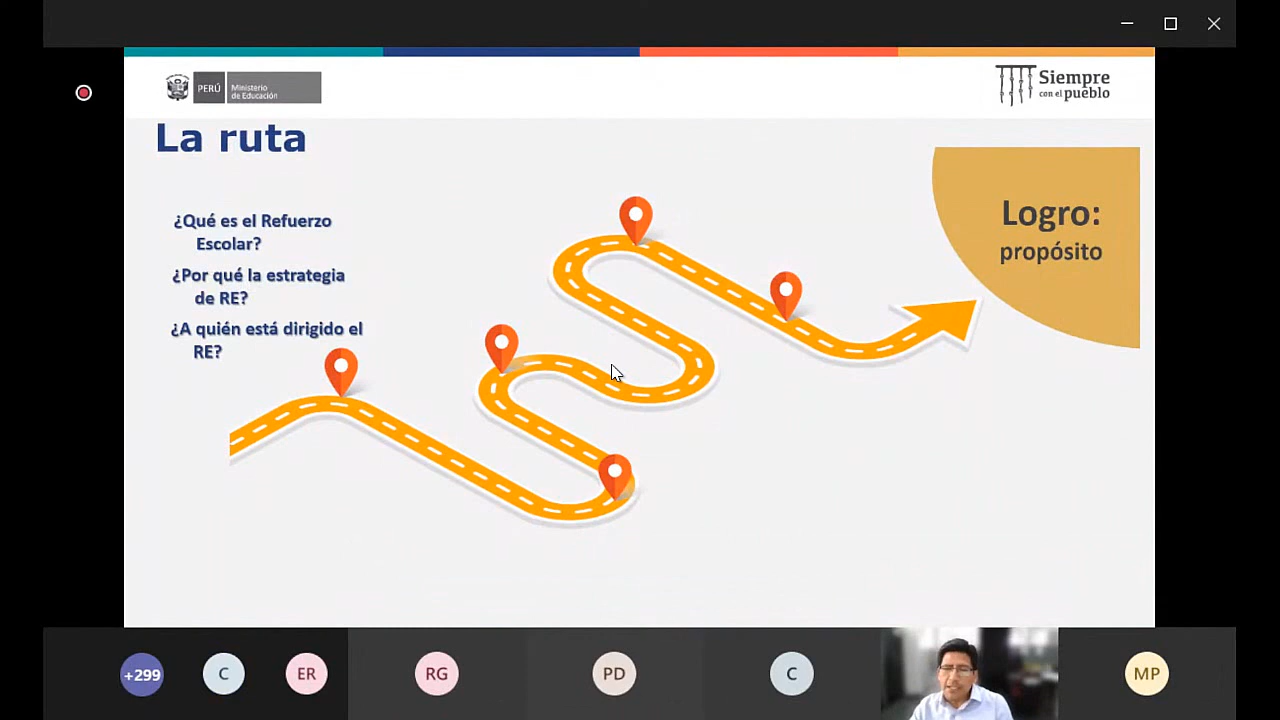 PERÚ
Ministerio
de Educación
Siempre
con el pueblo
La ruta
¿Qué es el Refuerzo
Escolar?
¿Por qué la estrategia
de RE?
¿A quién está dirigido el
RE?
Logro:
propósito
+299
C
ER
RG
PD
C
MP